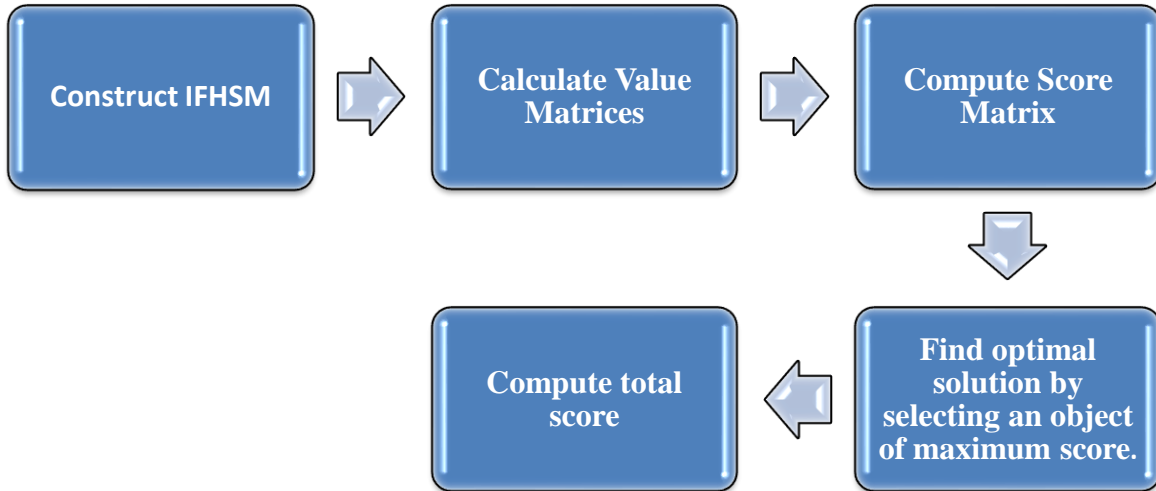 Construct IFHSM
Calculate Value
Matrices
Compute Score
Matrix
Find optimal
solution by
selecting an object
of maximum score.
Compute total
score